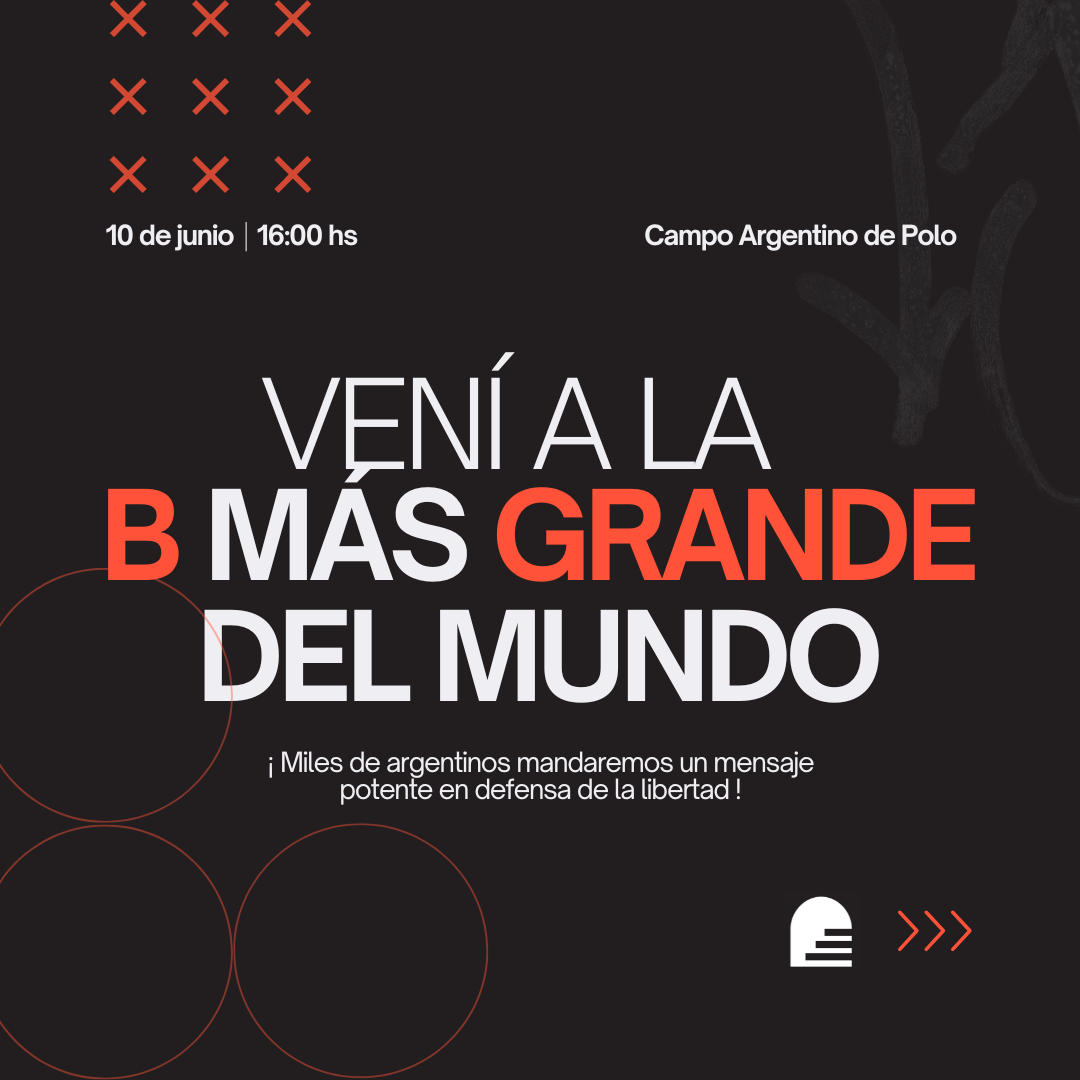 10 de junio | 16:00 hs
Campo Argentino de Polo
VENÍ A LA
B MÁS GRANDE
DEL MUNDO
¡ Miles de argentinos mandaremos un mensaje
potente en defensa de la libertad !